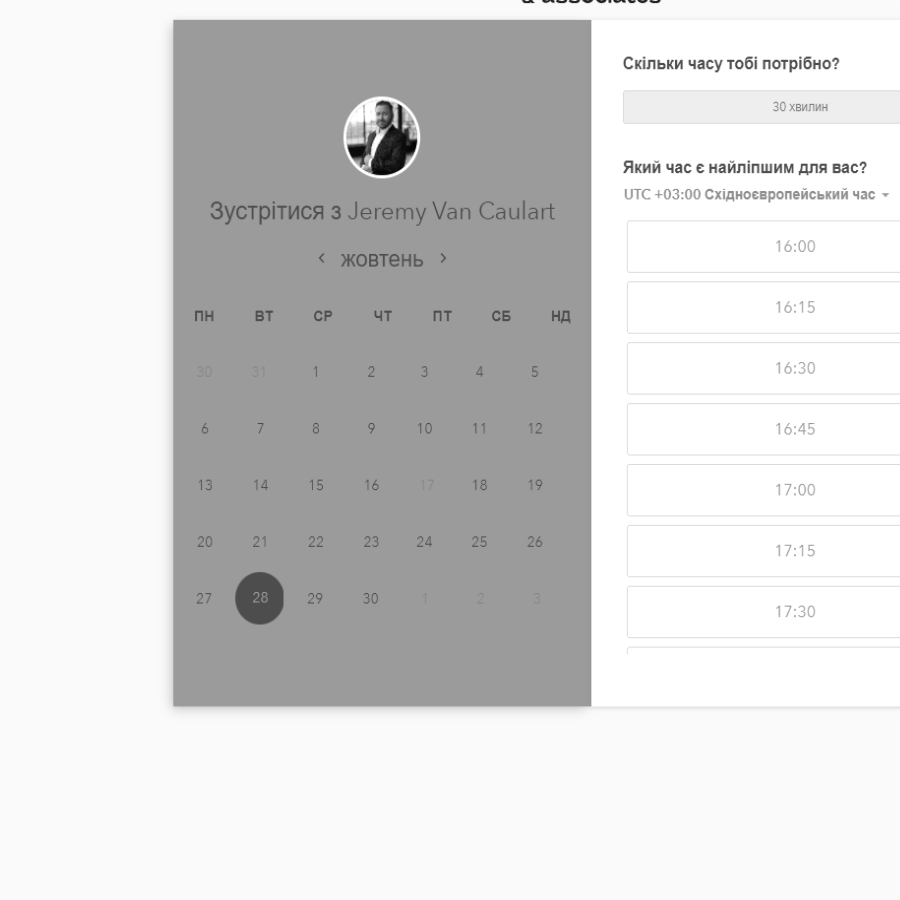 & associates
Зустрітися з Jeremy Van Caulart
‹ жовтень ›
ПН ВТ СР ЧТ ПТ СБ НД
30 31 1 2 3 4 5
6 7 8 9 10 11 12
13 14 15 16 17 18 19
20 21 22 23 24 25 26
27 28 29 30 1 2 3
Скільки часу тобі потрібно?
30 хвилин
Який час є найліпшим для вас?
UTC +03:00 Східноєвропейський час
16:00
16:15
16:30
16:45
17:00
17:15
17:30